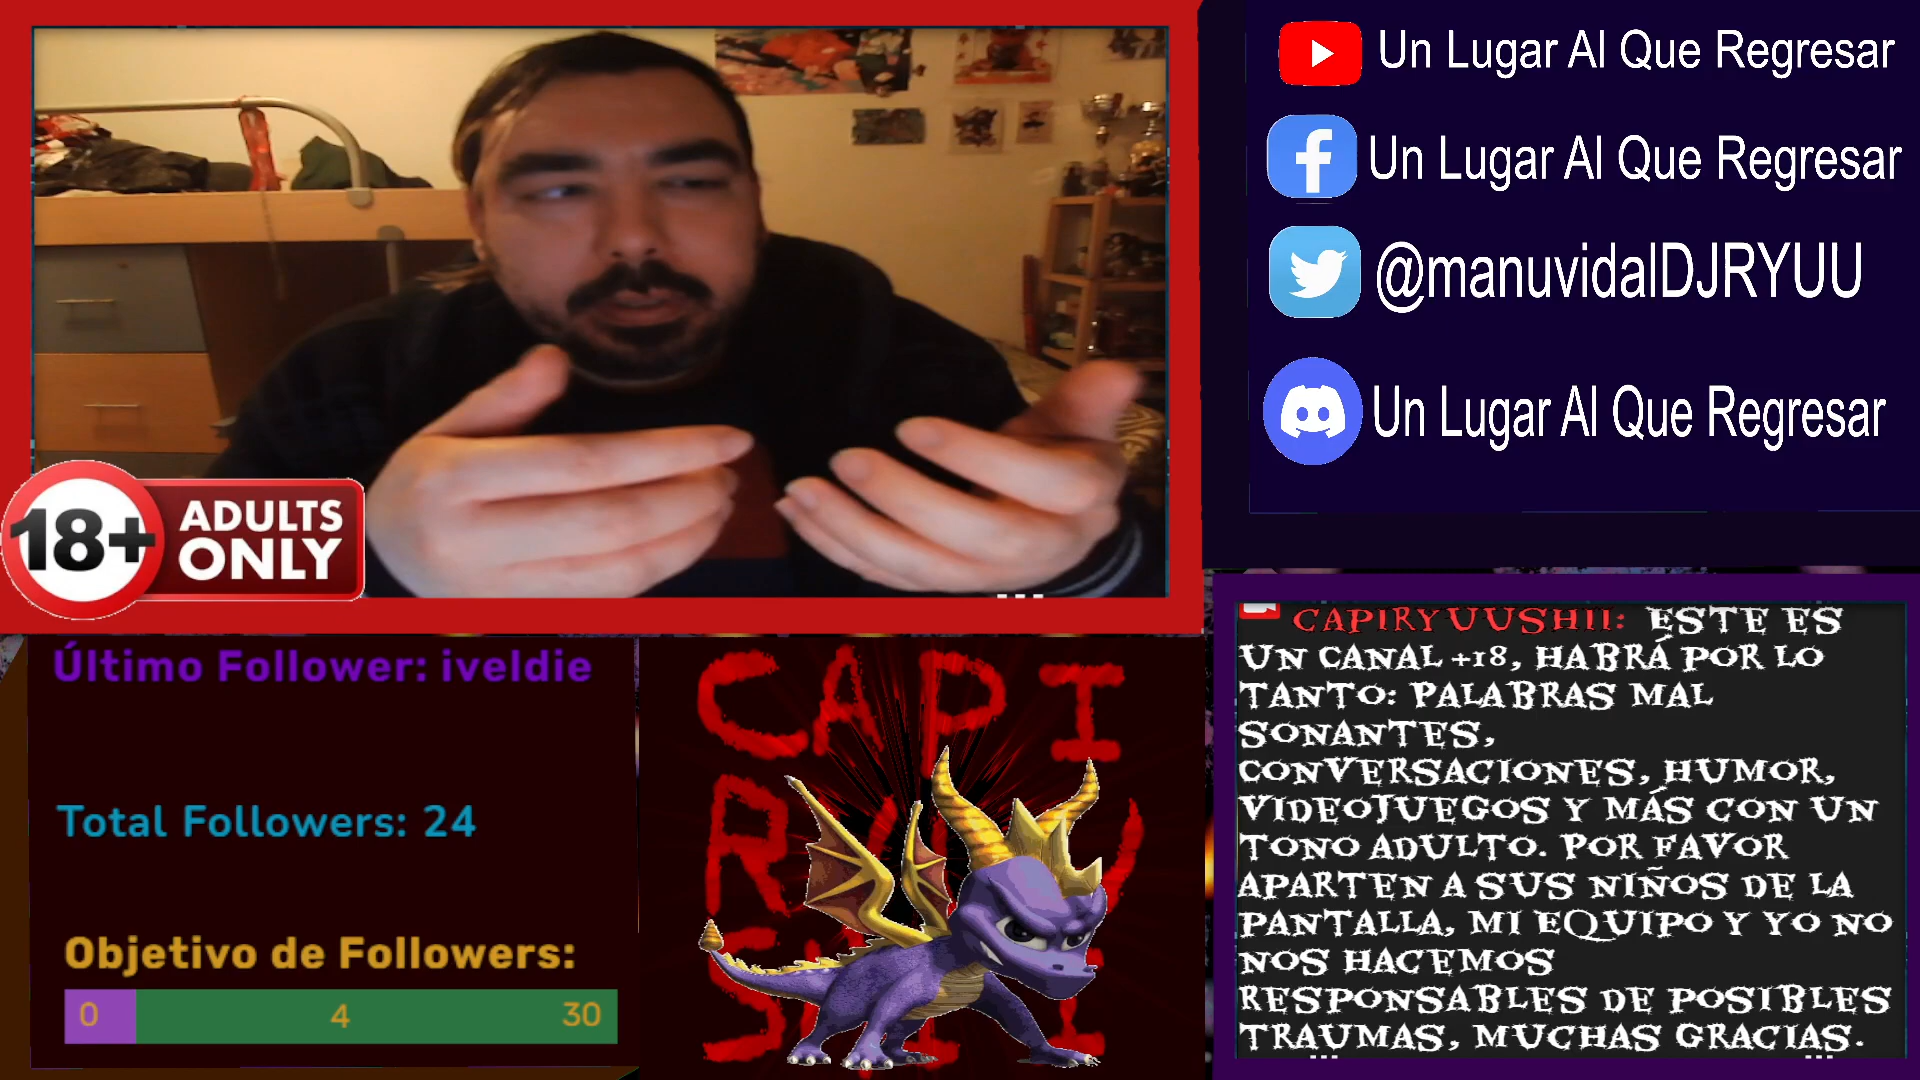 Un Lugar Al Que Regresar
Un Lugar Al Que Regresar
@manuvidalDJRYUU
Un Lugar Al Que Regresar
18+ ADULTS
ONLY
Último Follower: iveldie
Total Followers: 24
Objetivo de Followers:
0 4 30
CAPI
CAPIRYUUSHII: ESTE ES
UN CANAL +18, HABRÁ POR LO
TANTO: PALABRAS MAL
SONANTES,
CONVERSACIONES, HUMOR,
VIDEOJUEGOS Y MÁS CON UN
TONO ADULTO. POR FAVOR
APARTEN A SUS NIÑOS DE LA
PANTALLA, MI EQUIPO Y YO NO
NOS HACEMOS
RESPONSABLES DE POSIBLES
TRAUMAS, MUCHAS GRACIAS.